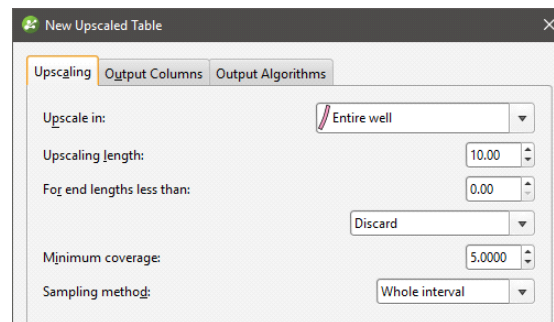 New Upscaled Table
Upscaling Output Columns Output Algorithms
Upscale in: Entire well
Upscaling length: 10.00
For end lengths less than: 0.00
Discard
Minimum coverage: 5.0000
Sampling method: Whole interval